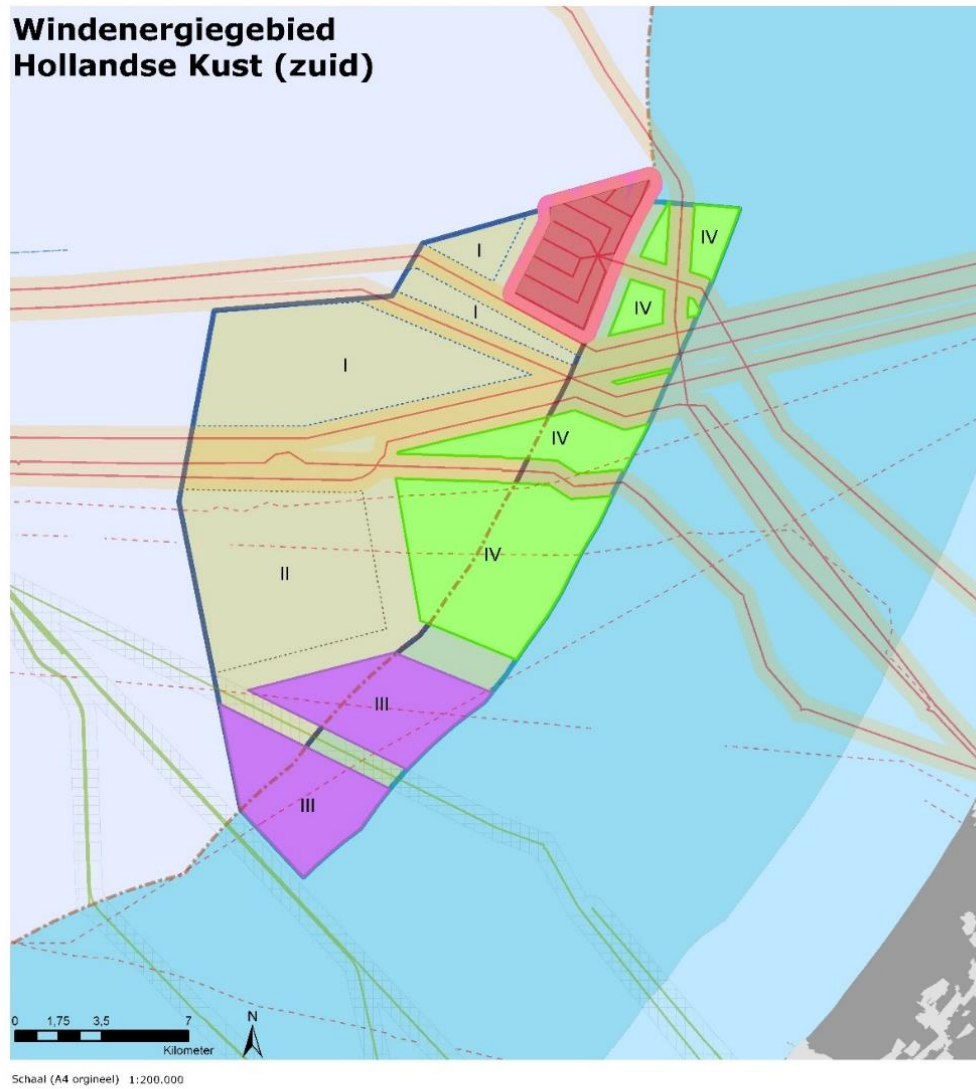 Windenergiegebied
Hollandse Kust (zuid)
I
IV
I
IV
I
IV
IV
II
III
III
0 1,75 3,5 7
Kilometer
N
Schaal (A4 orgineel) 1:200.000